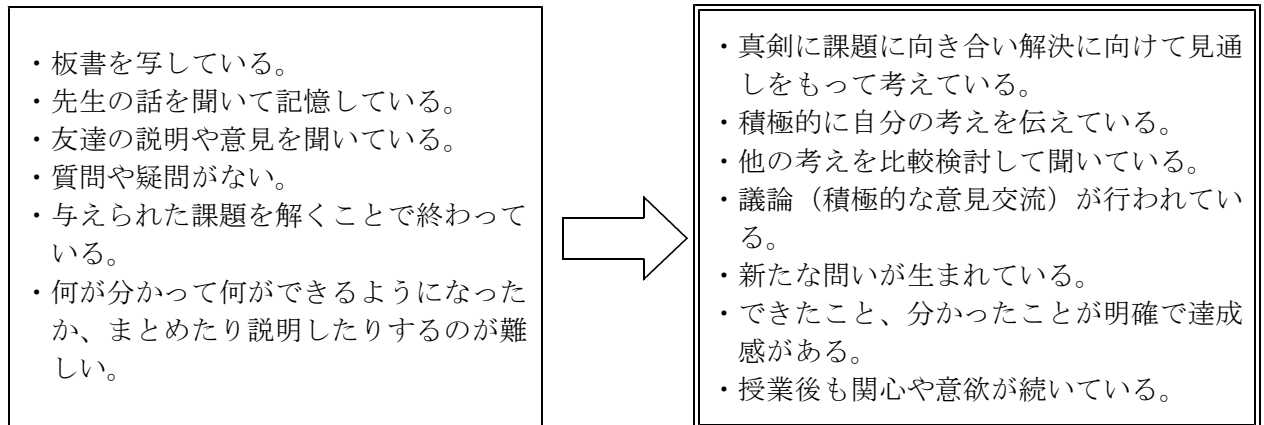 ・板書を写している。
・先生の話を聞いて記憶している。
・友達の説明や意見を聞いている。
・質問や疑問がない。
・与えられた課題を解くことで終わって
いる。
・何が分かって何ができるようになった
か、まとめたり説明したりするのが難
しい。
・真剣に課題に向き合い解決に向けて見通
しをもって考えている。
・積極的に自分の考えを伝えている。
・他の考えを比較検討して聞いている。
・議論（積極的な意見交流）が行われてい
る。
・新たな問いが生まれている。
・できたこと、分かったことが明確で達成
感がある。
・授業後も関心や意欲が続いている。